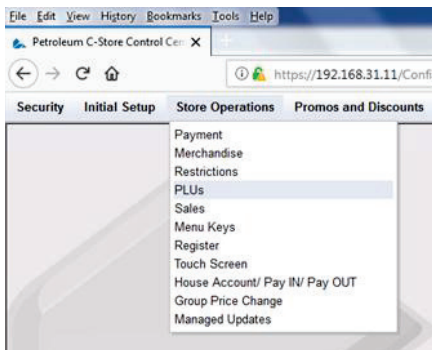 File Edit View History Bookmarks Tools Help
Petroleum C-Store Control Cen X
https://192.168.31.11/Confi
Security Initial Setup Store Operations Promos and Discounts
Payment
Merchandise
Restrictions
PLUs
Sales
Menu Keys
Register
Touch Screen
House Account/ Pay IN/ Pay OUT
Group Price Change
Managed Updates